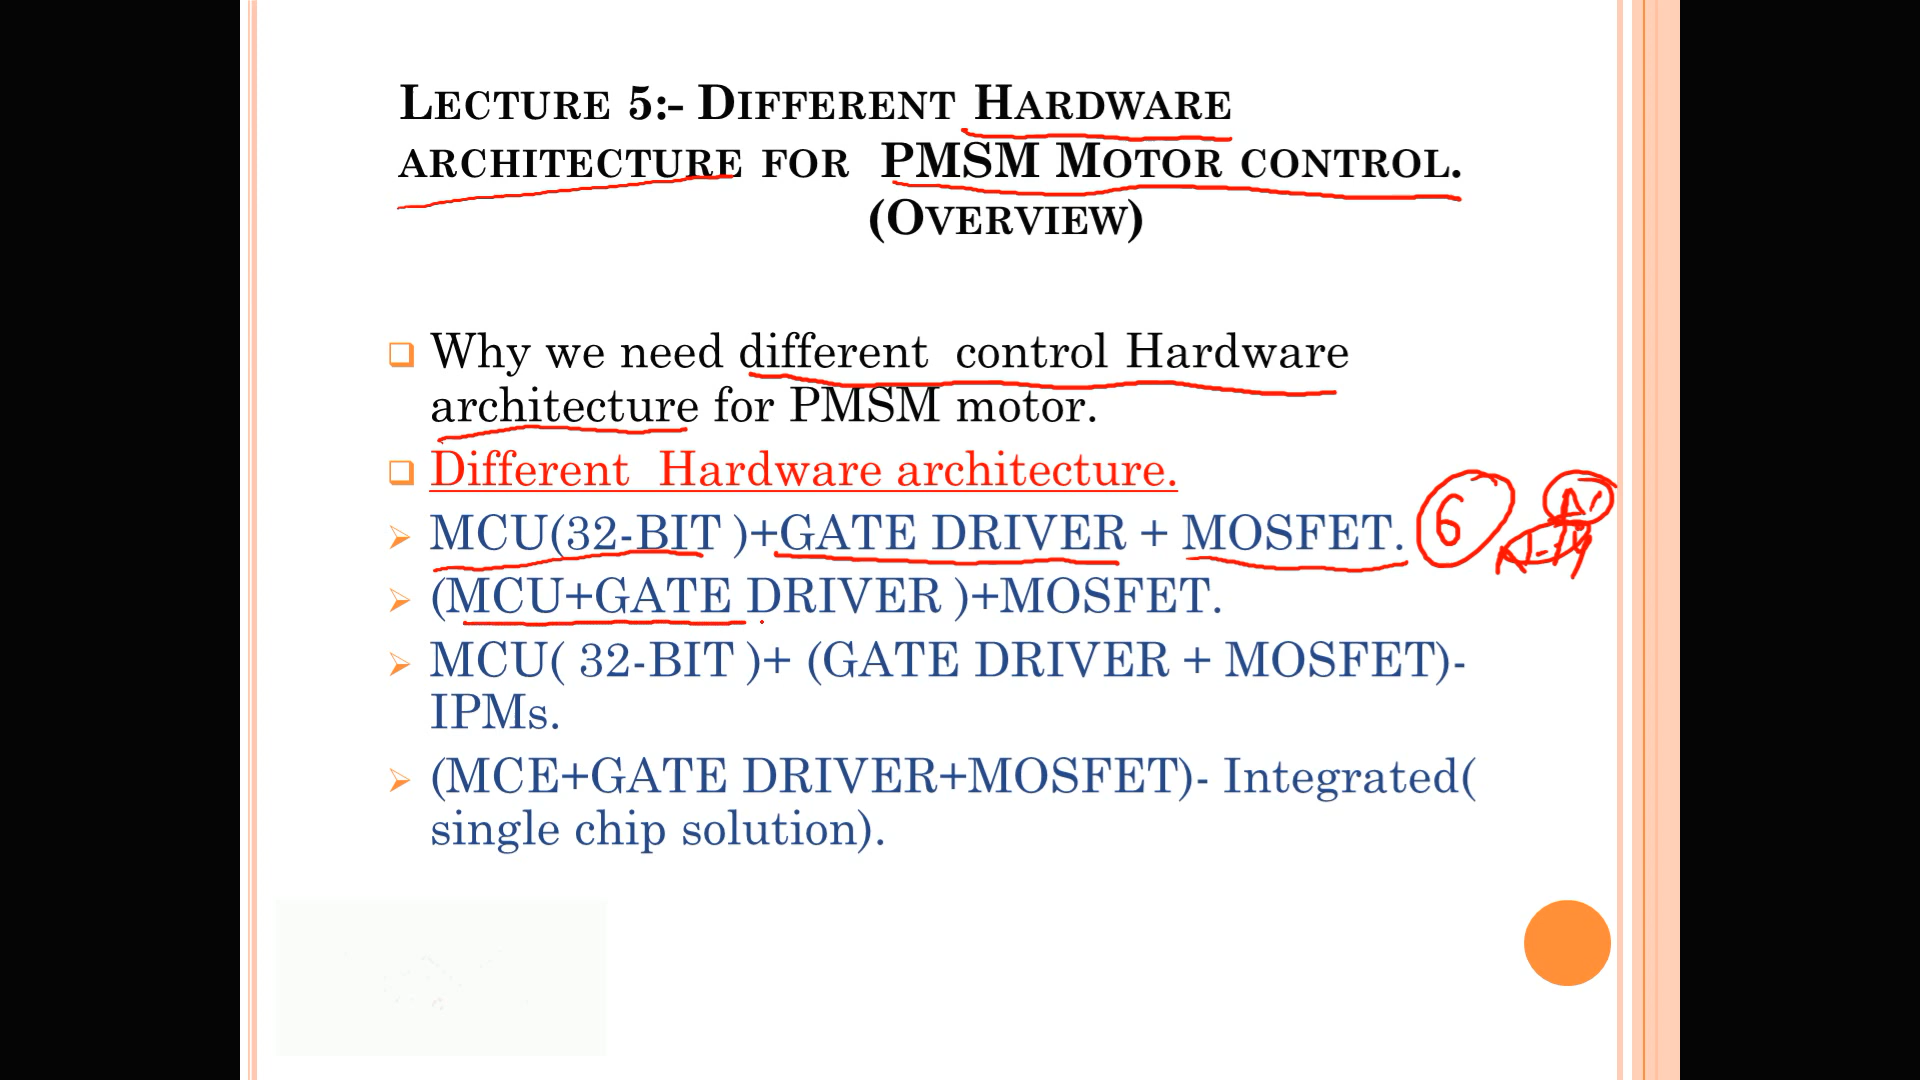 LECTURE 5:- DIFFERENT HARDWARE
ARCHITECTURE FOR PMSM MOTOR CONTROL.
(OVERVIEW)
Why we need different control Hardware
architecture for PMSM motor.
Different Hardware architecture.
MCU(32-BIT )+GATE DRIVER + MOSFET. 6
(MCU+GATE DRIVER )+MOSFET.
MCU( 32-BIT )+ (GATE DRIVER + MOSFET)-
IPMs.
(MCE+GATE DRIVER+MOSFET)- Integrated(
single chip solution).